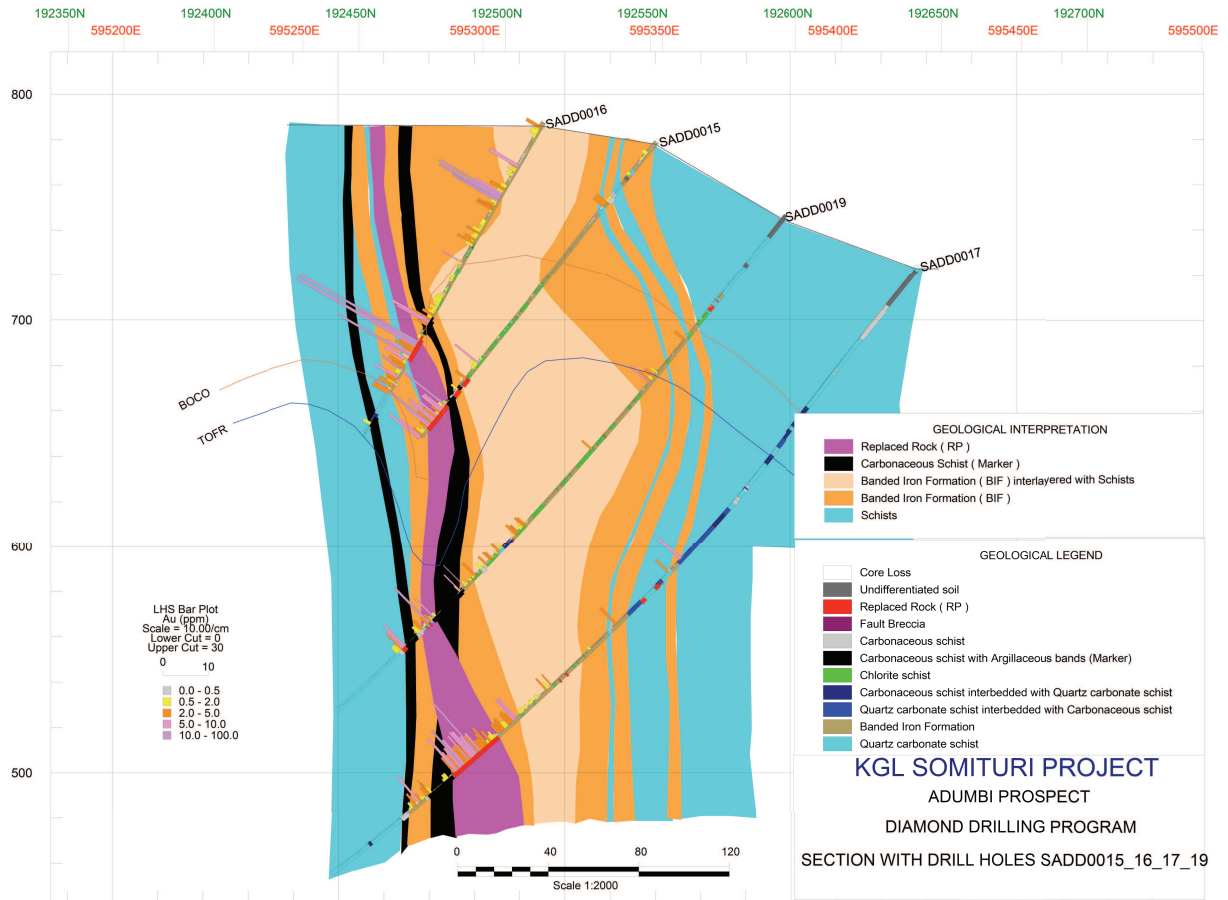 192350N 192400N 192450N 192500N 192550N 192600N 192650N 192700N
595200E 595250E 595300E 595350E 595400E 595450E 595500E
800
SADD0016
SADD0015
SADD0019
SADD0017
700
BOCO
TOFR
600
500
GEOLOGICAL INTERPRETATION
Replaced Rock ( RP )
Carbonaceous Schist ( Marker )
Banded Iron Formation ( BIF ) interlayered with Schists
Banded Iron Formation ( BIF )
Schists
GEOLOGICAL LEGEND
Core Loss
Undifferentiated soil
Replaced Rock ( RP )
Fault Breccia
Carbonaceous schist
Carbonaceous schist with Argillaceous bands (Marker)
Chlorite schist
Carbonaceous schist interbedded with Quartz carbonate schist
Quartz carbonate schist interbedded with Carbonaceous schist
Banded Iron Formation
Quartz carbonate schist
LHS Bar Plot
Au (ppm)
Scale = 10.00/cm
Lower Cut = 0
Upper Cut = 30
0 10
0.0 - 0.5
0.5 - 2.0
2.0 - 5.0
5.0 - 10.0
10.0 - 100.0
0 40 80 120
Scale 1:2000
KGL SOMITURI PROJECT
ADUMBI PROSPECT
DIAMOND DRILLING PROGRAM
SECTION WITH DRILL HOLES SADD0015_16_17_19